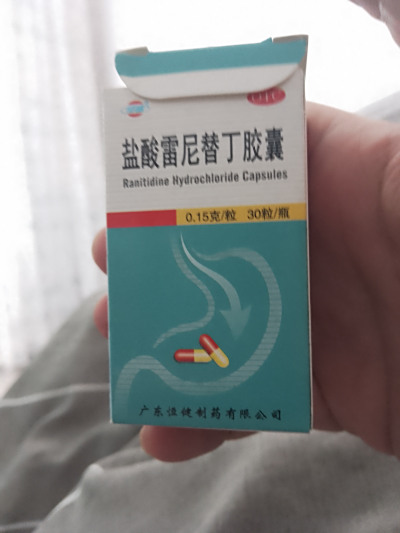 OTC
盐酸雷尼替丁胶囊
Ranitidine Hydrochloride Capsules
0.15克/粒 30粒/瓶
广东恒健制药有限公司